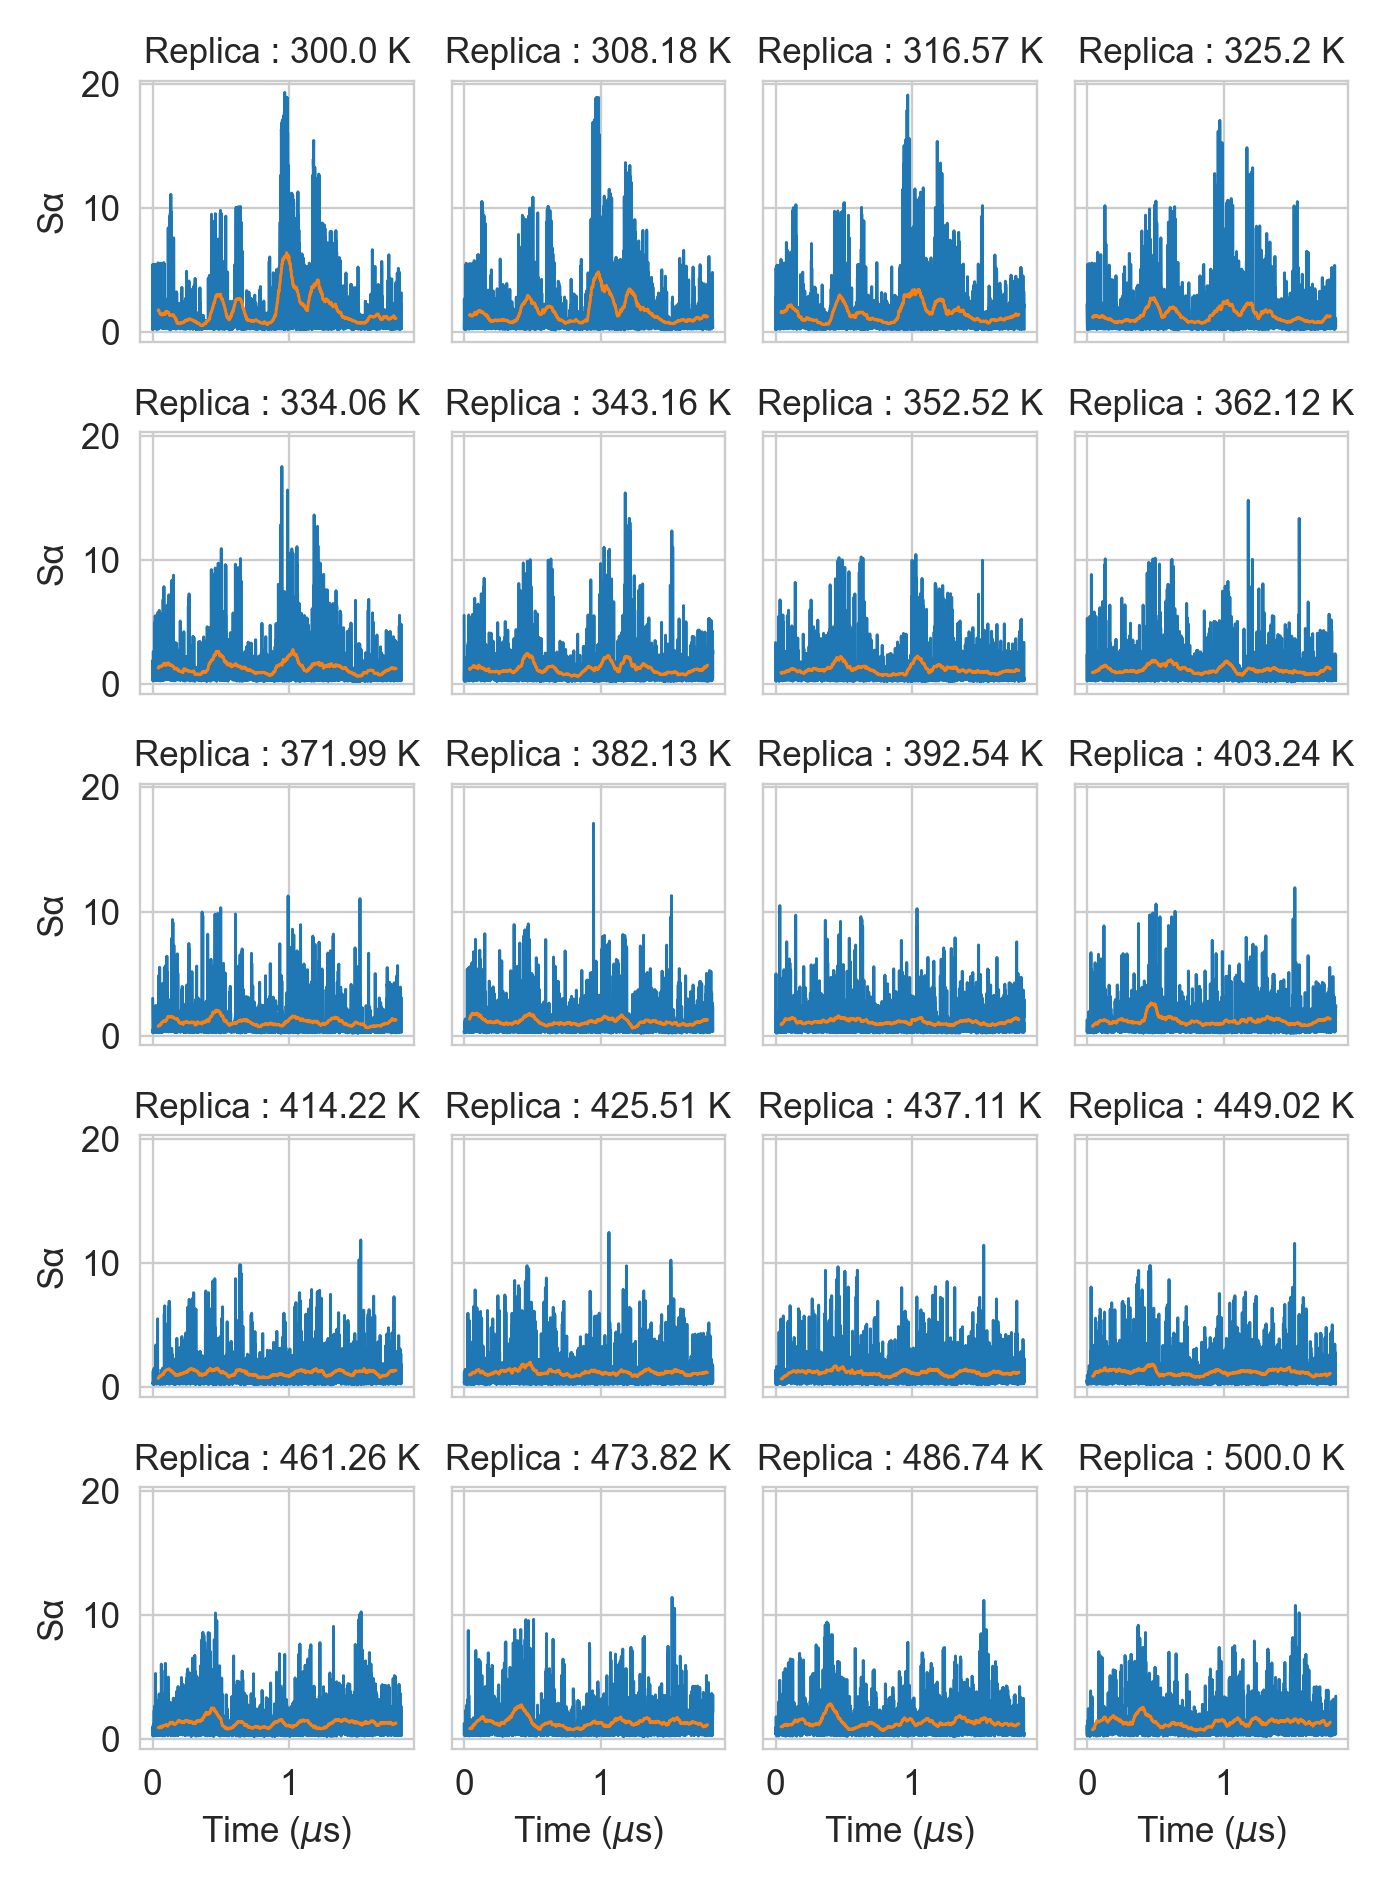 Replica : 300.0 K Replica : 308.18 K Replica : 316.57 K Replica : 325.2 K
20
10
0
Sα
Replica : 334.06 K Replica : 343.16 K Replica : 352.52 K Replica : 362.12 K
20
10
0
Sα
Replica : 371.99 K Replica : 382.13 K Replica : 392.54 K Replica : 403.24 K
20
10
0
Sα
Replica : 414.22 K Replica : 425.51 K Replica : 437.11 K Replica : 449.02 K
20
10
0
Sα
Replica : 461.26 K Replica : 473.82 K Replica : 486.74 K Replica : 500.0 K
20
10
0
Sα
0 1 0 1 0 1 0 1
Time (μs) Time (μs) Time (μs) Time (μs)